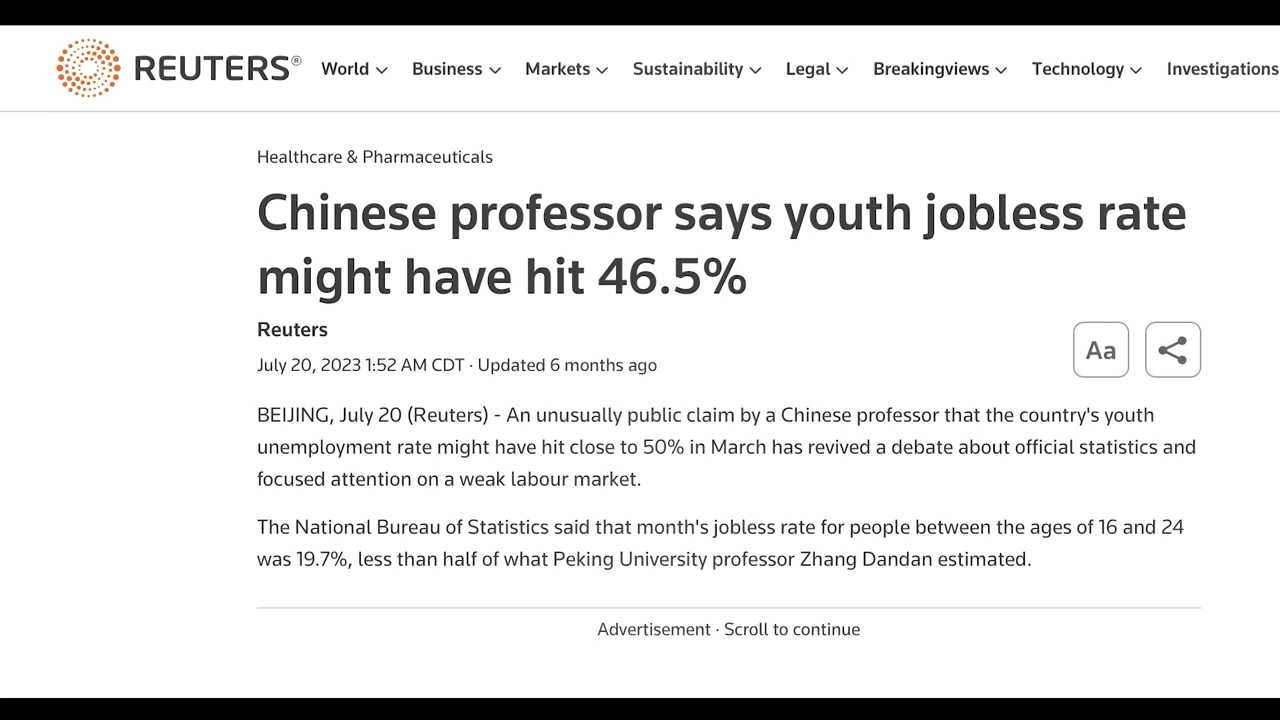 REUTERS® World Business Markets Sustainability Legal Breakingviews Technology Investigations
Healthcare & Pharmaceuticals
Chinese professor says youth jobless rate
might have hit 46.5%
Reuters
July 20, 2023 1:52 AM CDT · Updated 6 months ago
Aa
BEIJING, July 20 (Reuters) - An unusually public claim by a Chinese professor that the country's youth
unemployment rate might have hit close to 50% in March has revived a debate about official statistics and
focused attention on a weak labour market.
The National Bureau of Statistics said that month's jobless rate for people between the ages of 16 and 24
was 19.7%, less than half of what Peking University professor Zhang Dandan estimated.
Advertisement · Scroll to continue